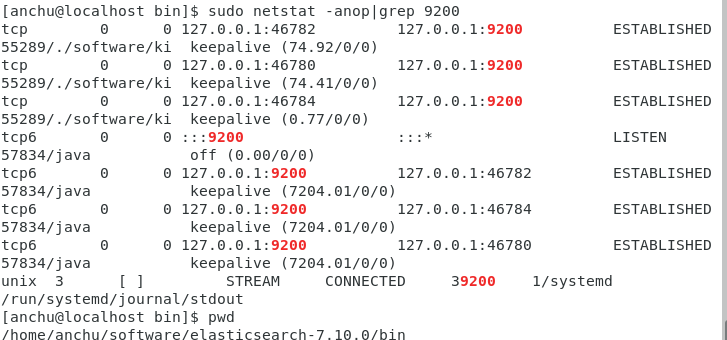 [anchu@localhost bin]$ sudo netstat -anop|grep 9200
tcp        0      0 127.0.0.1:46782         127.0.0.1:9200          ESTABLISHED
55289/./software/ki  keepalive (74.92/0/0)
tcp        0      0 127.0.0.1:46780         127.0.0.1:9200          ESTABLISHED
55289/./software/ki  keepalive (74.41/0/0)
tcp        0      0 127.0.0.1:46784         127.0.0.1:9200          ESTABLISHED
55289/./software/ki  keepalive (0.77/0/0)
tcp6       0      0 :::9200                 :::*                    LISTEN
57834/java           off (0.00/0/0)
tcp6       0      0 127.0.0.1:9200          127.0.0.1:46782         ESTABLISHED
57834/java           keepalive (7204.01/0/0)
tcp6       0      0 127.0.0.1:9200          127.0.0.1:46784         ESTABLISHED
57834/java           keepalive (7204.01/0/0)
tcp6       0      0 127.0.0.1:9200          127.0.0.1:46780         ESTABLISHED
57834/java           keepalive (7204.01/0/0)
unix  3      [ ]         STREAM     CONNECTED     39200    1/systemd
/run/systemd/journal/stdout
[anchu@localhost bin]$ pwd
/home/anchu/software/elasticsearch-7.10.0/bin